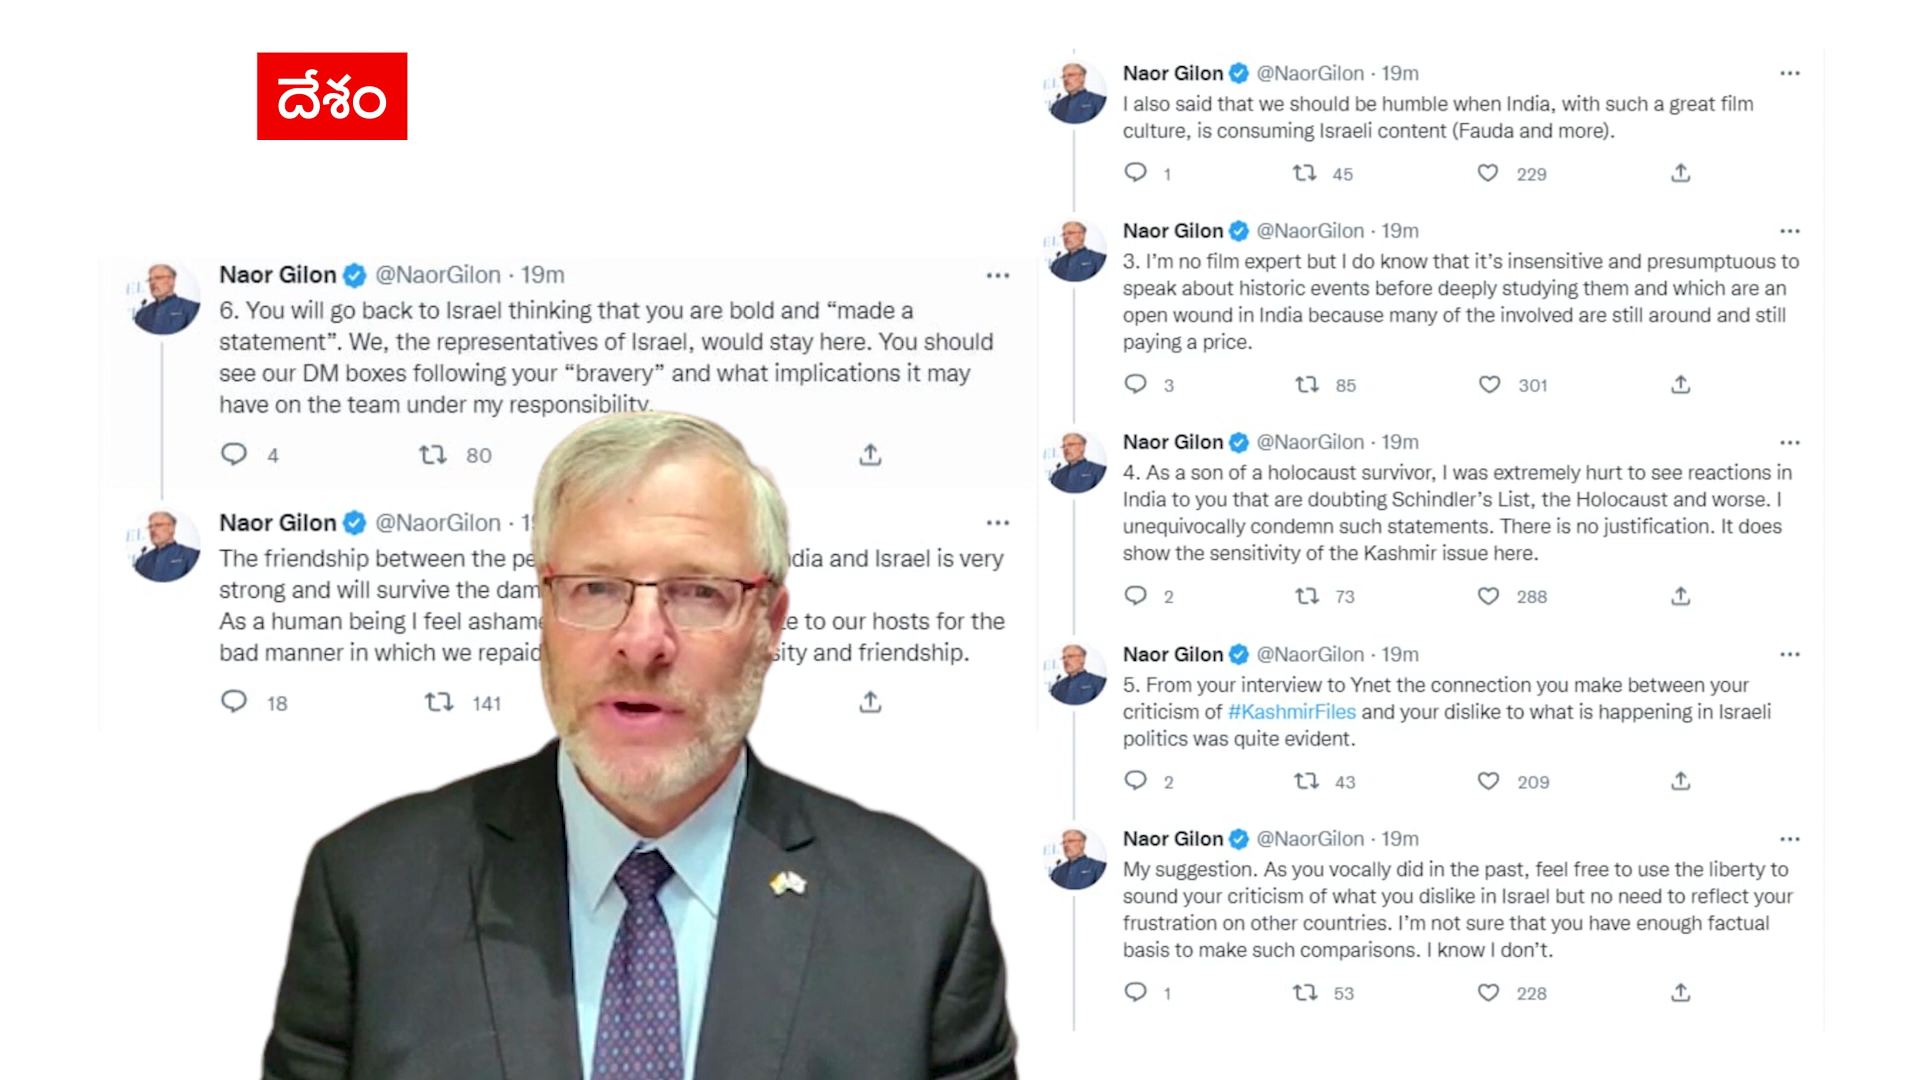 దేశం
Naor Gilon @NaorGilon · 19m
6. You will go back to Israel thinking that you are bold and “made a
statement”. We, the representatives of Israel, would stay here. You should
see our DM boxes following your “bravery” and what implications it may
have on the team under my responsibility.
4 80
Naor Gilon @NaorGilon
The friendship between the and Israel is very
strong and will survive the
As a human being I feel to our hosts for the
bad manner in which we repaid and friendship.
18 141
Naor Gilon @NaorGilon · 19m
I also said that we should be humble when India, with such a great film
culture, is consuming Israeli content (Fauda and more).
1 45 229
Naor Gilon @NaorGilon · 19m
3. I’m no film expert but I do know that it’s insensitive and presumptuous to
speak about historic events before deeply studying them and which are an
open wound in India because many of the involved are still around and still
paying a price.
3 85 301
Naor Gilon @NaorGilon · 19m
4. As a son of a holocaust survivor, I was extremely hurt to see reactions in
India to you that are doubting Schindler’s List, the Holocaust and worse. I
unequivocally condemn such statements. There is no justification. It does
show the sensitivity of the Kashmir issue here.
2 73 288
Naor Gilon @NaorGilon · 19m
5. From your interview to Ynet the connection you make between your
criticism of #KashmirFiles and your dislike to what is happening in Israeli
politics was quite evident.
2 43 209
Naor Gilon @NaorGilon · 19m
My suggestion. As you vocally did in the past, feel free to use the liberty to
sound your criticism of what you dislike in Israel but no need to reflect your
frustration on other countries. I’m not sure that you have enough factual
basis to make such comparisons. I know I don’t.
1 53 228